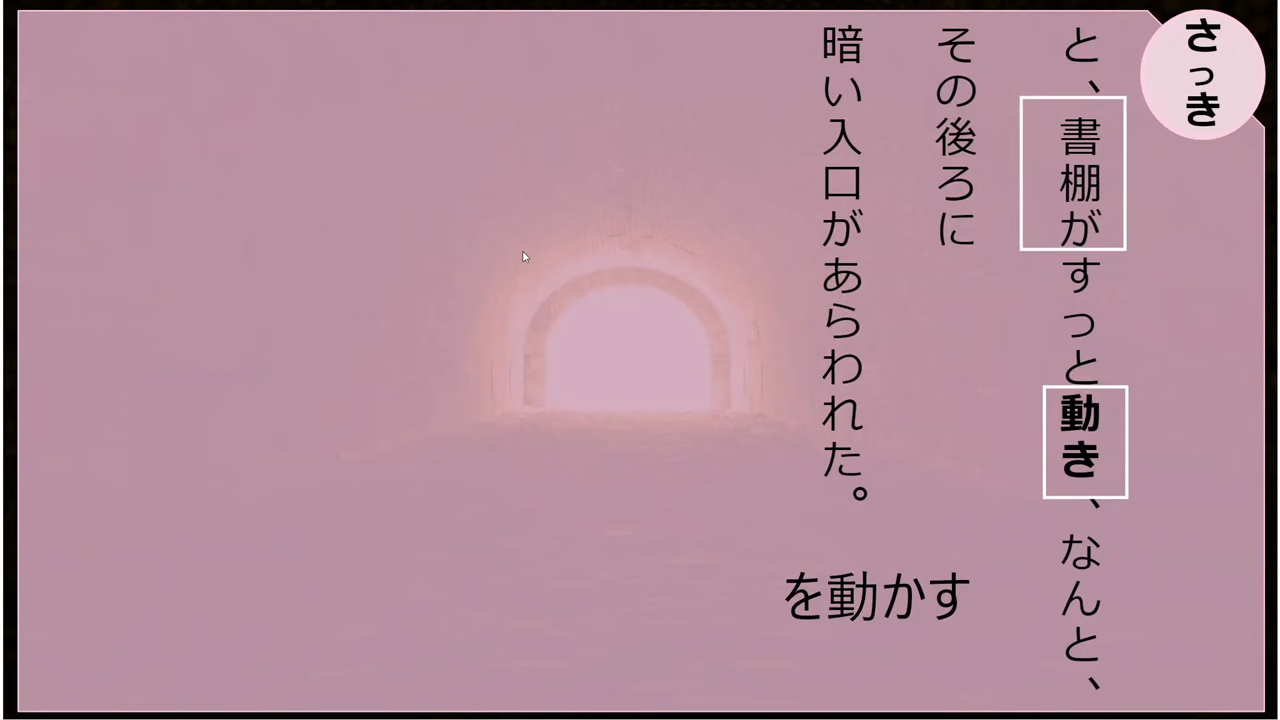 さっき
と、書棚がすっと動き、なんと、
その後ろに
暗い入口があらわれた。
を動かす